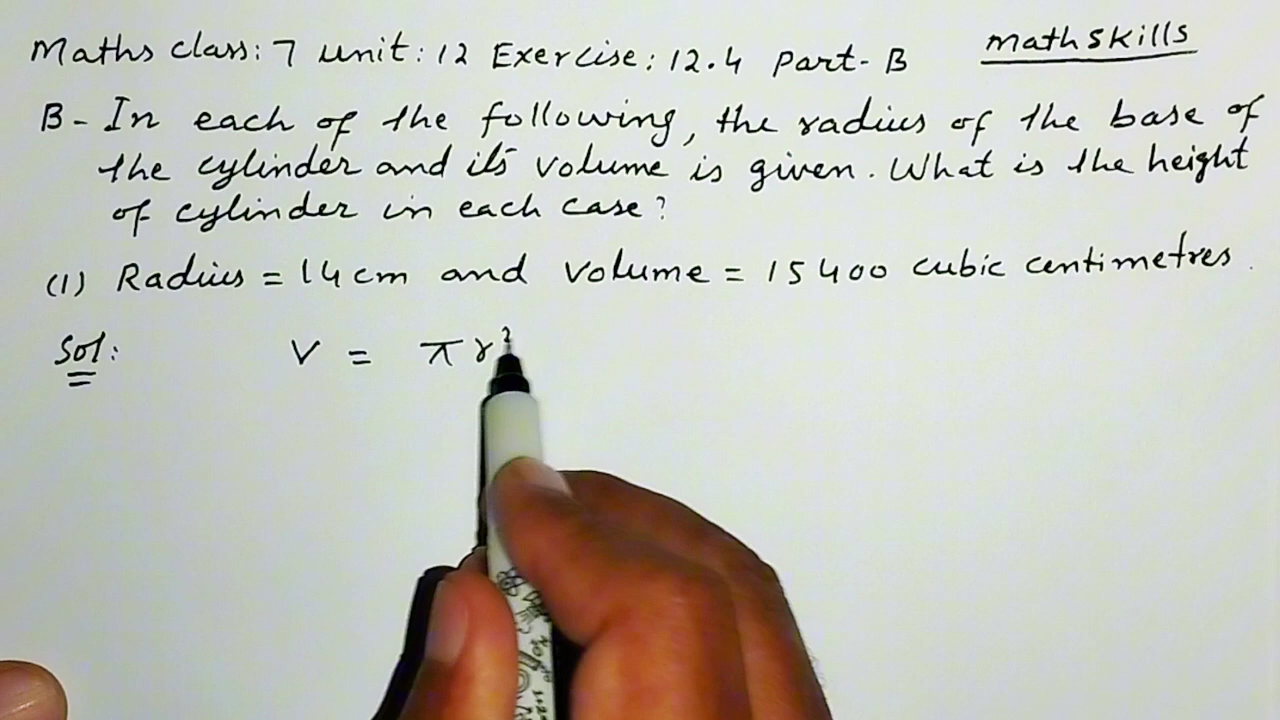 Maths class: 7 unit: 12 Exercise: 12.4 Part-B
math skills
B- In each of the following, the radius of the base of
the cylinder and its volume is given. What is the height
of cylinder in each case?
(1) Radius = 14 cm and volume = 15400 cubic centimetres.
Sol: V = πr²